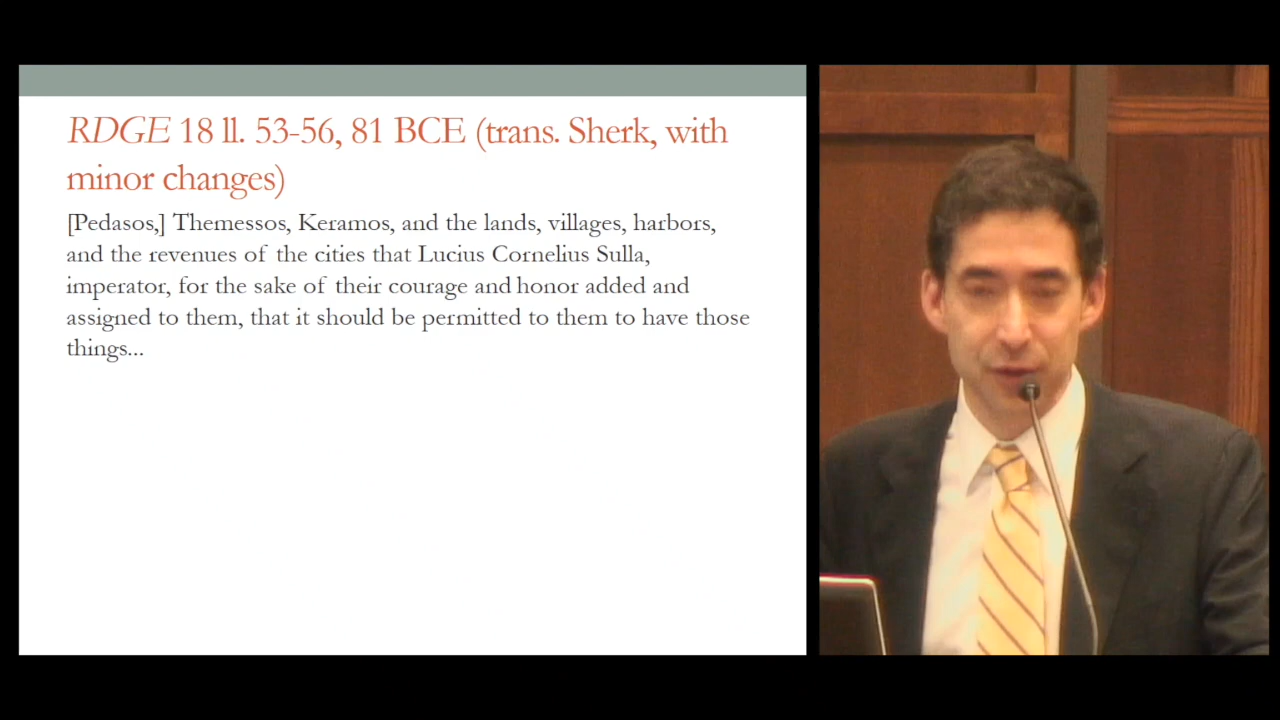 RDGE 18 ll. 53-56, 81 BCE (trans. Sherk, with
minor changes)
[Pedasos,] Themessos, Keramos, and the lands, villages, harbors,
and the revenues of the cities that Lucius Cornelius Sulla,
imperator, for the sake of their courage and honor added and
assigned to them, that it should be permitted to them to have those
things...